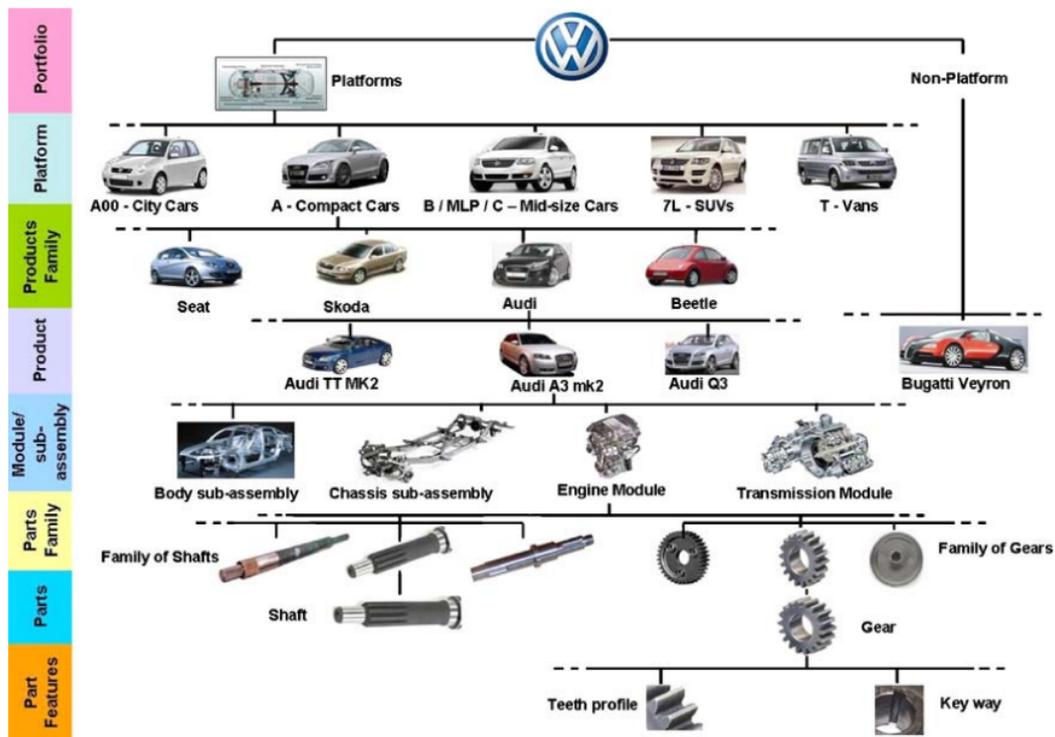 Portfolio
Platforms
Non-Platform
Platform
A00 - City Cars
A - Compact Cars
B / MLP / C – Mid-size Cars
7L - SUVs
T - Vans
Products
Family
Seat
Skoda
Audi
Beetle
Product
Audi TT MK2
Audi A3 mk2
Audi Q3
Bugatti Veyron
Module/
sub-
assembly
Body sub-assembly
Chassis sub-assembly
Engine Module
Transmission Module
Parts
Family
Family of Shafts
Family of Gears
Parts
Shaft
Gear
Part
Features
Teeth profile
Key way